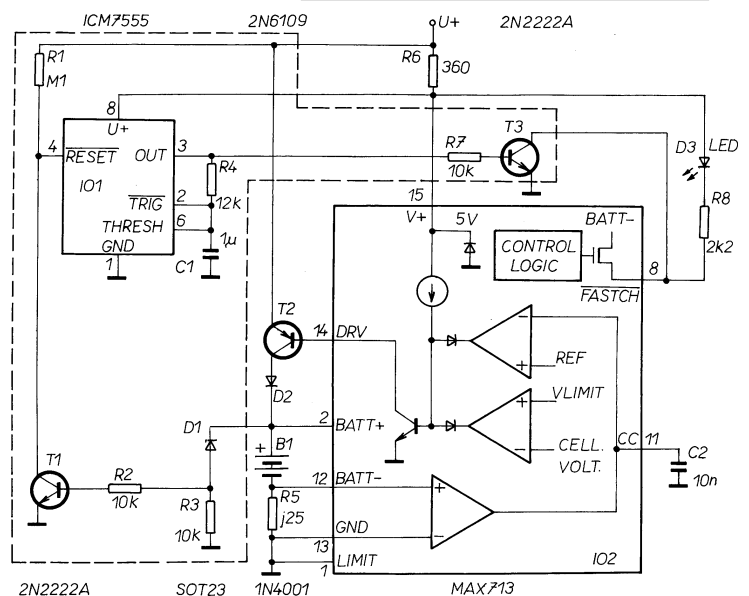 ICM7555 2N6109 U+ 2N2222A
R1
M1
R6
360
8
U+
4 RESET OUT 3
IO1
R4
12k
TRIG 2
THRESH 6
GND
1
1μ
C1
R7
10k
T3
D3 LED
R8
2k2
15
V+ 5V
CONTROL
LOGIC
BATT-
8
FASTCH
T2
14 DRV
REF
D2
VLIMIT
D1
2 BATT+
CELL.
VOLT.
CC 11
C2
10n
+ B1
T1
R2
10k
R3
10k
12 BATT-
R5
j25
GND
13
LIMIT
1
IO2
2N2222A SOT23 1N4001 MAX713